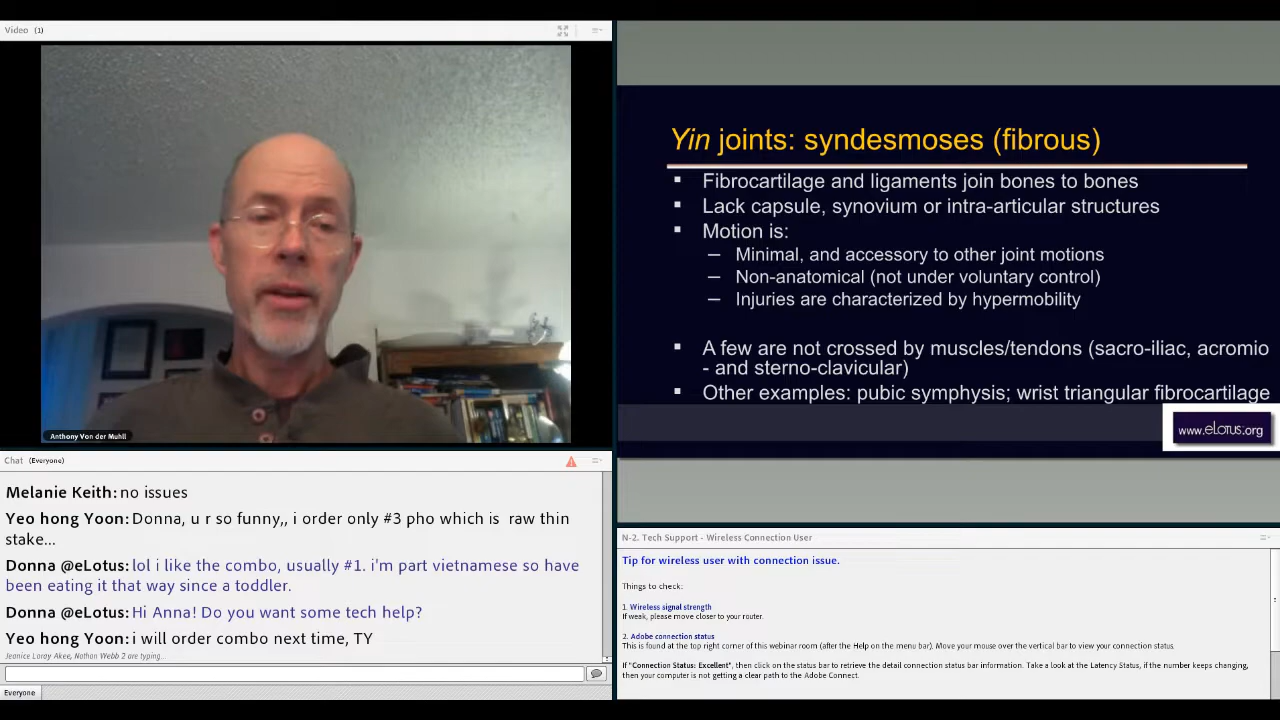 Video (1)
Anthony Von der Muhll
Yin joints: syndesmoses (fibrous)
▪ Fibrocartilage and ligaments join bones to bones
▪ Lack capsule, synovium or intra-articular structures
▪ Motion is:
– Minimal, and accessory to other joint motions
– Non-anatomical (not under voluntary control)
– Injuries are characterized by hypermobility
▪ A few are not crossed by muscles/tendons (sacro-iliac, acromio
- and sterno-clavicular)
▪ Other examples: pubic symphysis; wrist triangular fibrocartilage
www.eLotus.org
Chat (Everyone)
Melanie Keith: no issues
Yeo hong Yoon: Donna, u r so funny,, i order only #3 pho which is raw thin
stake...
Donna @eLotus: lol i like the combo, usually #1. i'm part vietnamese so have
been eating it that way since a toddler.
Donna @eLotus: Hi Anna! Do you want some tech help?
Yeo hong Yoon: i will order combo next time, TY
Jeanice Loray Akee, Nathan Webb 2 are typing...
Everyone
N-2. Tech Support - Wireless Connection User
Tip for wireless user with connection issue.
Things to check:
1. Wireless signal strength
If weak, please move closer to your router.
2. Adobe connection status
This is found at the top right corner of this webinar room (after the Help on the menu bar). Move your mouse over the vertical bar to view your connection status.
If "Connection Status: Excellent", then click on the status bar to retrieve the detail connection status bar information. Take a look at the Latency Status, if the number keeps changing,
then your computer is not getting a clear path to the Adobe Connect.